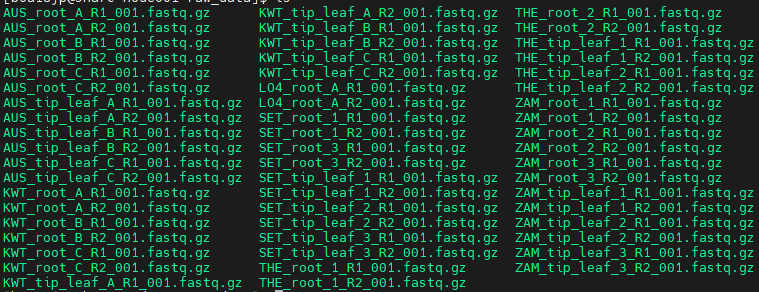 AUS_root_A_R1_001.fastq.gz KWT_tip_leaf_A_R2_001.fastq.gz THE_root_2_R1_001.fastq.gz
AUS_root_A_R2_001.fastq.gz KWT_tip_leaf_B_R1_001.fastq.gz THE_root_2_R2_001.fastq.gz
AUS_root_B_R1_001.fastq.gz KWT_tip_leaf_B_R2_001.fastq.gz THE_tip_leaf_1_R1_001.fastq.gz
AUS_root_B_R2_001.fastq.gz KWT_tip_leaf_C_R1_001.fastq.gz THE_tip_leaf_1_R2_001.fastq.gz
AUS_root_C_R1_001.fastq.gz KWT_tip_leaf_C_R2_001.fastq.gz THE_tip_leaf_2_R1_001.fastq.gz
AUS_root_C_R2_001.fastq.gz LO4_root_A_R1_001.fastq.gz THE_tip_leaf_2_R2_001.fastq.gz
AUS_tip_leaf_A_R1_001.fastq.gz LO4_root_A_R2_001.fastq.gz ZAM_root_1_R1_001.fastq.gz
AUS_tip_leaf_A_R2_001.fastq.gz SET_root_1_R1_001.fastq.gz ZAM_root_1_R2_001.fastq.gz
AUS_tip_leaf_B_R1_001.fastq.gz SET_root_1_R2_001.fastq.gz ZAM_root_2_R1_001.fastq.gz
AUS_tip_leaf_B_R2_001.fastq.gz SET_root_3_R1_001.fastq.gz ZAM_root_2_R2_001.fastq.gz
AUS_tip_leaf_C_R1_001.fastq.gz SET_root_3_R2_001.fastq.gz ZAM_root_3_R1_001.fastq.gz
AUS_tip_leaf_C_R2_001.fastq.gz SET_tip_leaf_1_R1_001.fastq.gz ZAM_root_3_R2_001.fastq.gz
KWT_root_A_R1_001.fastq.gz SET_tip_leaf_1_R2_001.fastq.gz ZAM_tip_leaf_1_R1_001.fastq.gz
KWT_root_A_R2_001.fastq.gz SET_tip_leaf_2_R1_001.fastq.gz ZAM_tip_leaf_1_R2_001.fastq.gz
KWT_root_B_R1_001.fastq.gz SET_tip_leaf_2_R2_001.fastq.gz ZAM_tip_leaf_2_R1_001.fastq.gz
KWT_root_B_R2_001.fastq.gz SET_tip_leaf_3_R1_001.fastq.gz ZAM_tip_leaf_2_R2_001.fastq.gz
KWT_root_C_R1_001.fastq.gz SET_tip_leaf_3_R2_001.fastq.gz ZAM_tip_leaf_3_R1_001.fastq.gz
KWT_root_C_R2_001.fastq.gz THE_root_1_R1_001.fastq.gz ZAM_tip_leaf_3_R2_001.fastq.gz
KWT_tip_leaf_A_R1_001.fastq.gz THE_root_1_R2_001.fastq.gz